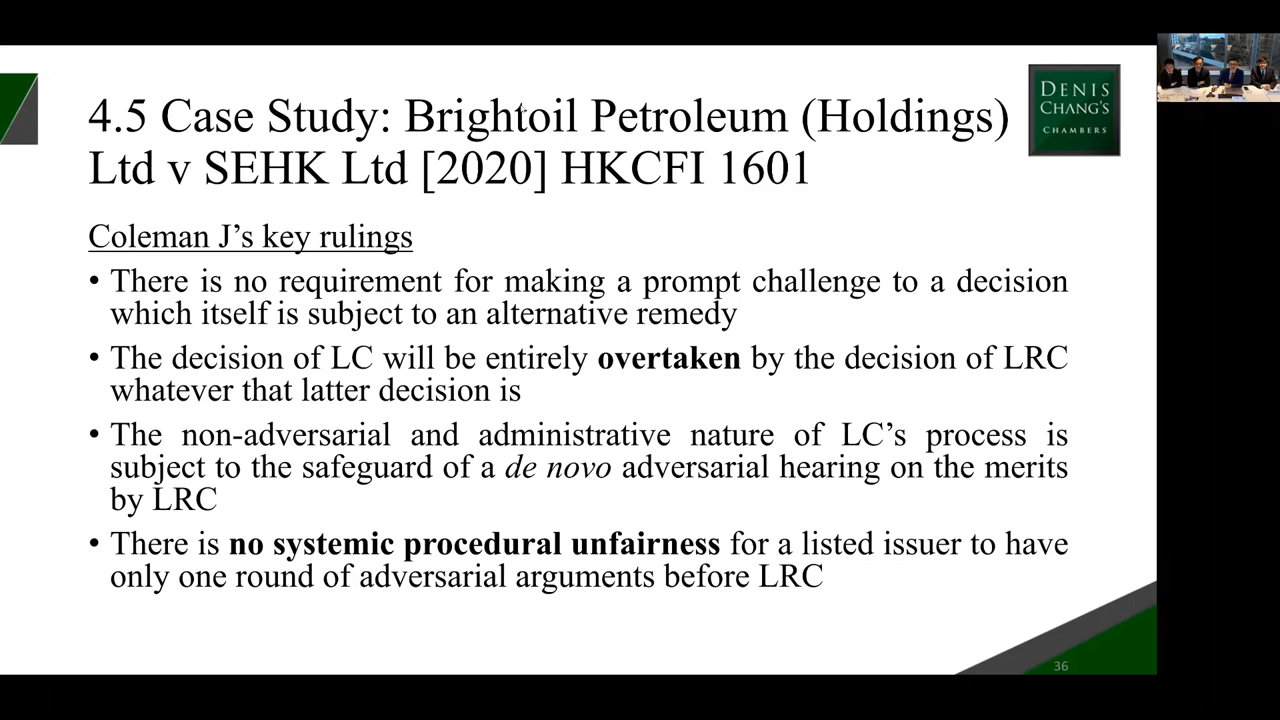 4.5 Case Study: Brightoil Petroleum (Holdings)
Ltd v SEHK Ltd [2020] HKCFI 1601
DENIS
CHANG'S
CHAMBERS
Coleman J’s key rulings
• There is no requirement for making a prompt challenge to a decision
which itself is subject to an alternative remedy
• The decision of LC will be entirely overtaken by the decision of LRC
whatever that latter decision is
• The non-adversarial and administrative nature of LC’s process is
subject to the safeguard of a de novo adversarial hearing on the merits
by LRC
• There is no systemic procedural unfairness for a listed issuer to have
only one round of adversarial arguments before LRC
36